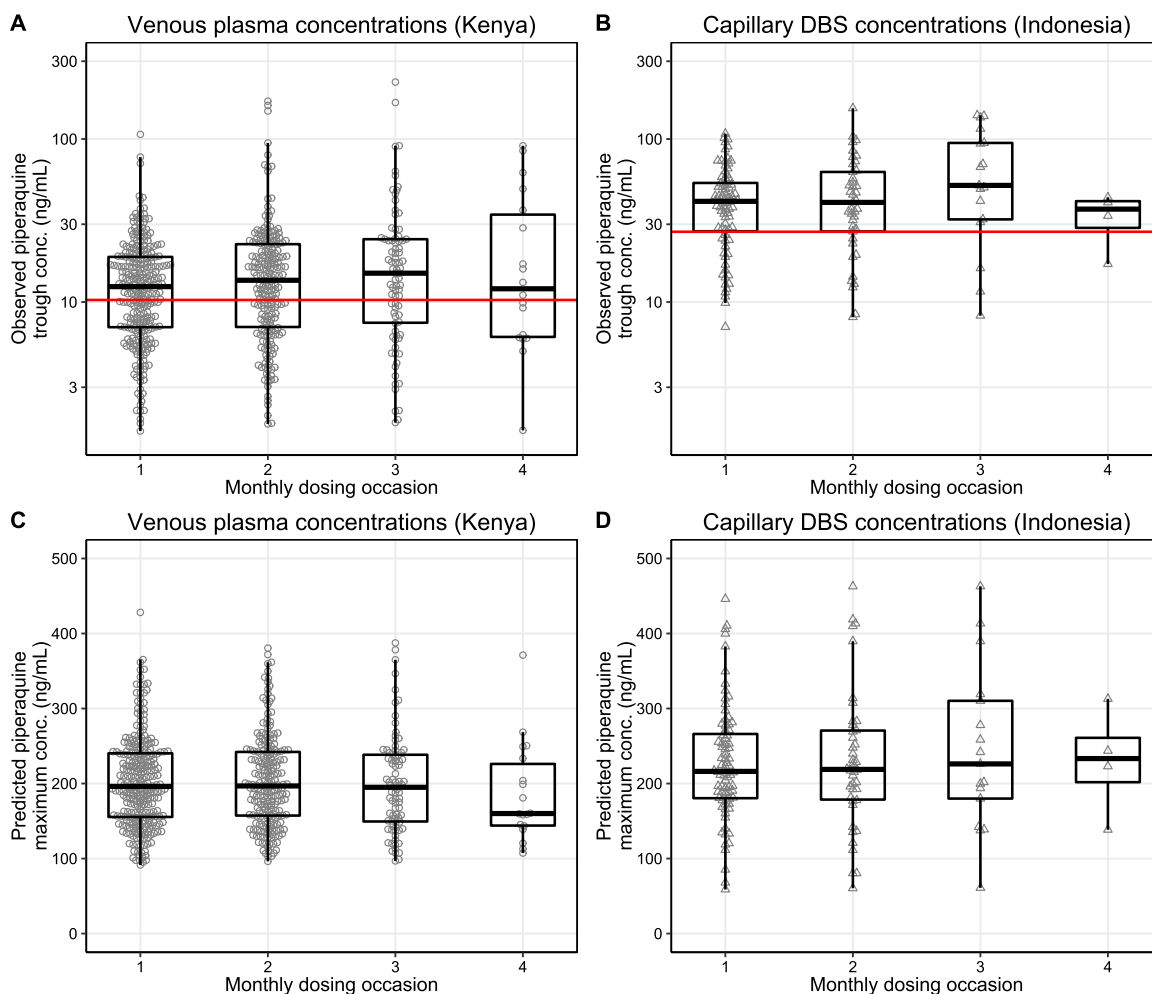 A
Venous plasma concentrations (Kenya)
Observed piperaquine
trough conc. (ng/mL)
300
100
30
10
3
1
2
3
4
Monthly dosing occasion
B
Capillary DBS concentrations (Indonesia)
Observed piperaquine
trough conc. (ng/mL)
300
100
30
10
3
1
2
3
4
Monthly dosing occasion
C
Venous plasma concentrations (Kenya)
Predicted piperaquine
maximum conc. (ng/mL)
500
400
300
200
100
0
1
2
3
4
Monthly dosing occasion
D
Capillary DBS concentrations (Indonesia)
Predicted piperaquine
maximum conc. (ng/mL)
500
400
300
200
100
0
1
2
3
4
Monthly dosing occasion